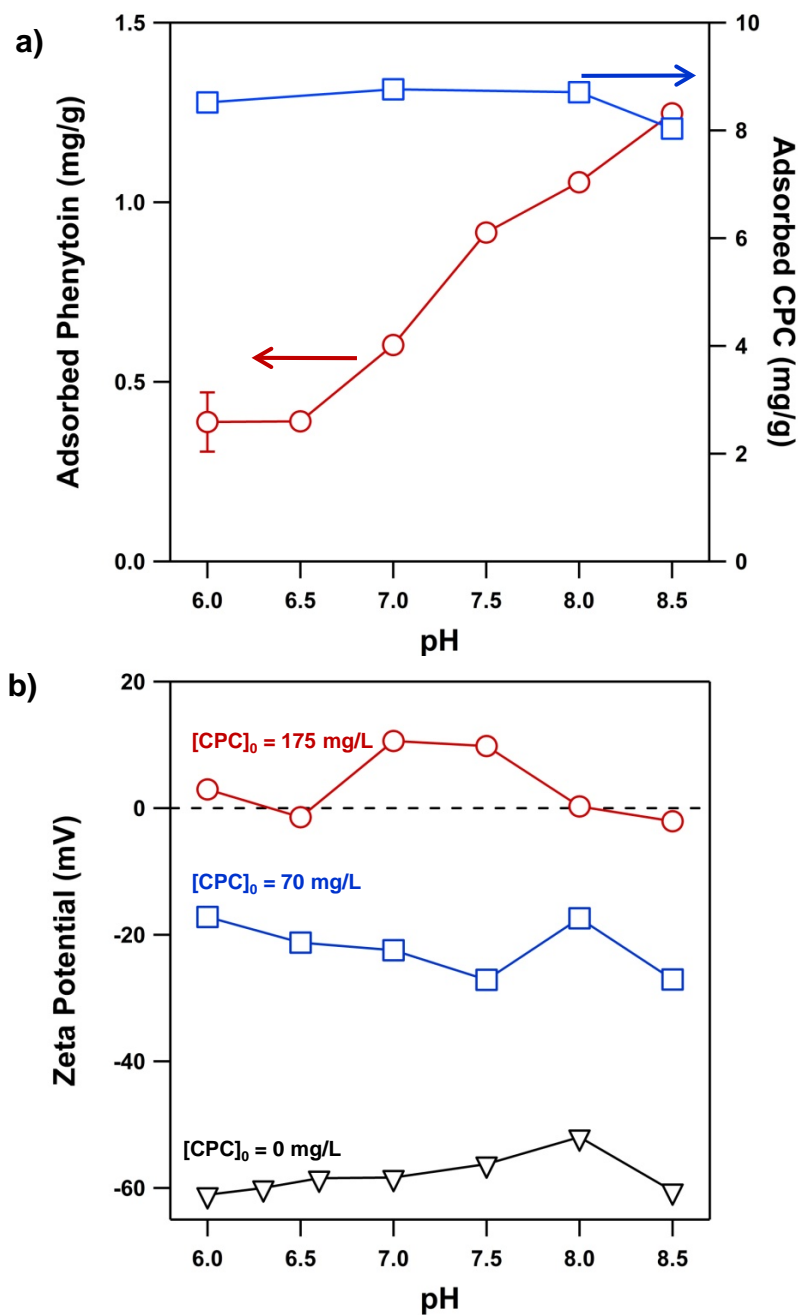 a)
1.5
1.0
0.5
0.0
Adsorbed Phenytoin (mg/g)
10
8
6
4
2
0
Adsorbed CPC (mg/g)
6.0 6.5 7.0 7.5 8.0 8.5
pH
b)
20
0
-20
-40
-60
Zeta Potential (mV)
[CPC]₀ = 175 mg/L
[CPC]₀ = 70 mg/L
[CPC]₀ = 0 mg/L
6.0 6.5 7.0 7.5 8.0 8.5
pH